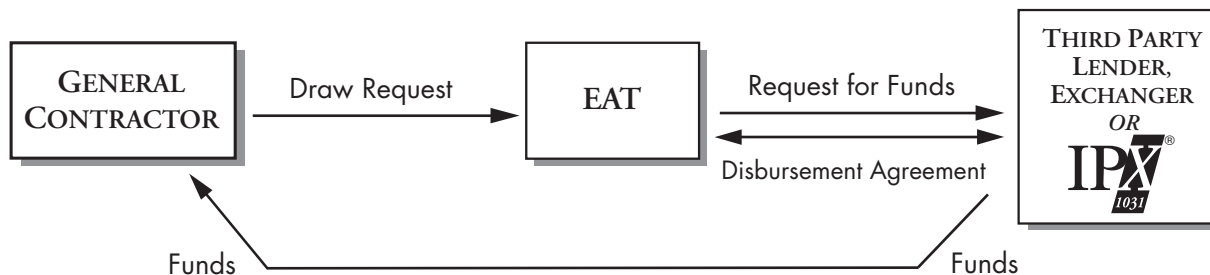 GENERAL
CONTRACTOR
Draw Request
EAT
Request for Funds
Disbursement Agreement
THIRD PARTY
LENDER,
EXCHANGER
OR
IPX®
1031
Funds
Funds